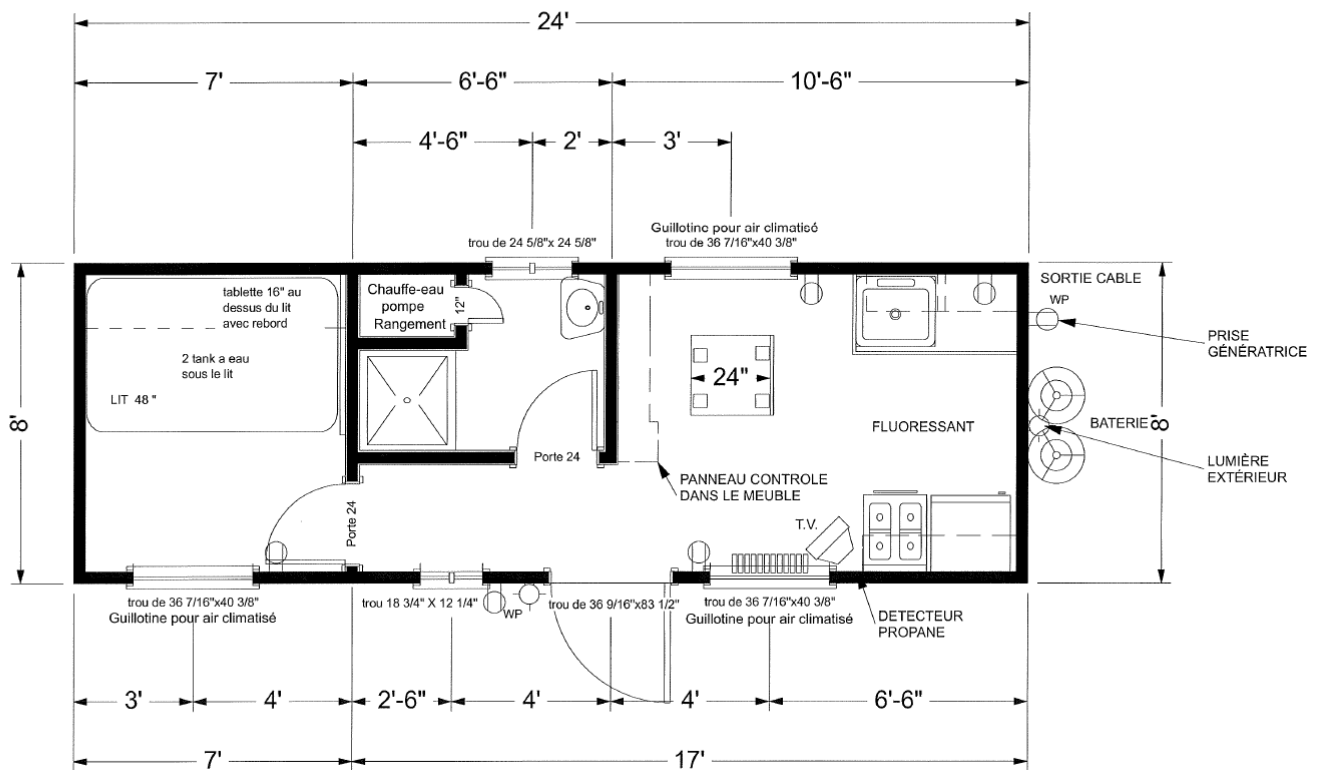 24'
7'
6'-6"
10'-6"
4'-6"
2'
3'
Guillotine pour air climatisé
trou de 24 5/8"x 24 5/8"
trou de 36 7/16"x40 3/8"
SORTIE CABLE
WP
PRISE
GÉNÉRATRICE
tablette 16" au
dessus du lit
avec rebord
Chauffe-eau
pompe
Rangement
12"
2 tank a eau
sous le lit
LIT 48 "
24"
8'
8'
FLUORESSANT
BATERIE
LUMIÈRE
EXTÉRIEUR
Porte 24
PANNEAU CONTROLE
DANS LE MEUBLE
Porte 24
T.V.
trou de 36 7/16"x40 3/8"
Guillotine pour air climatisé
trou 18 3/4" X 12 1/4"
WP
trou de 36 9/16"x83 1/2"
trou de 36 7/16"x40 3/8"
Guillotine pour air climatisé
DETECTEUR
PROPANE
3'
4'
2'-6"
4'
4'
6'-6"
7'
17'